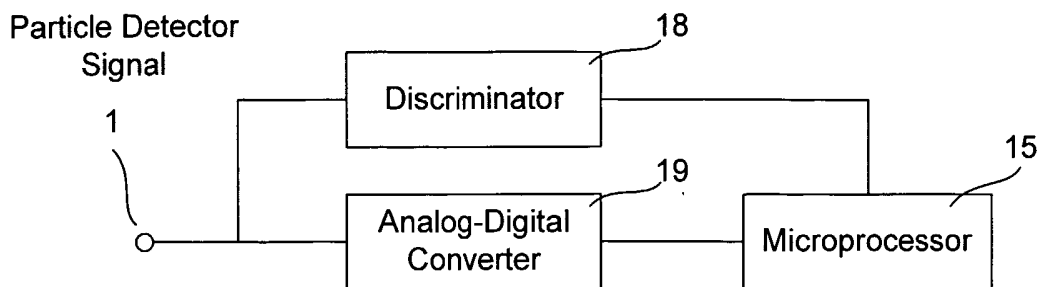 Particle Detector
Signal
1
18
Discriminator
19
Analog-Digital
Converter
15
Microprocessor